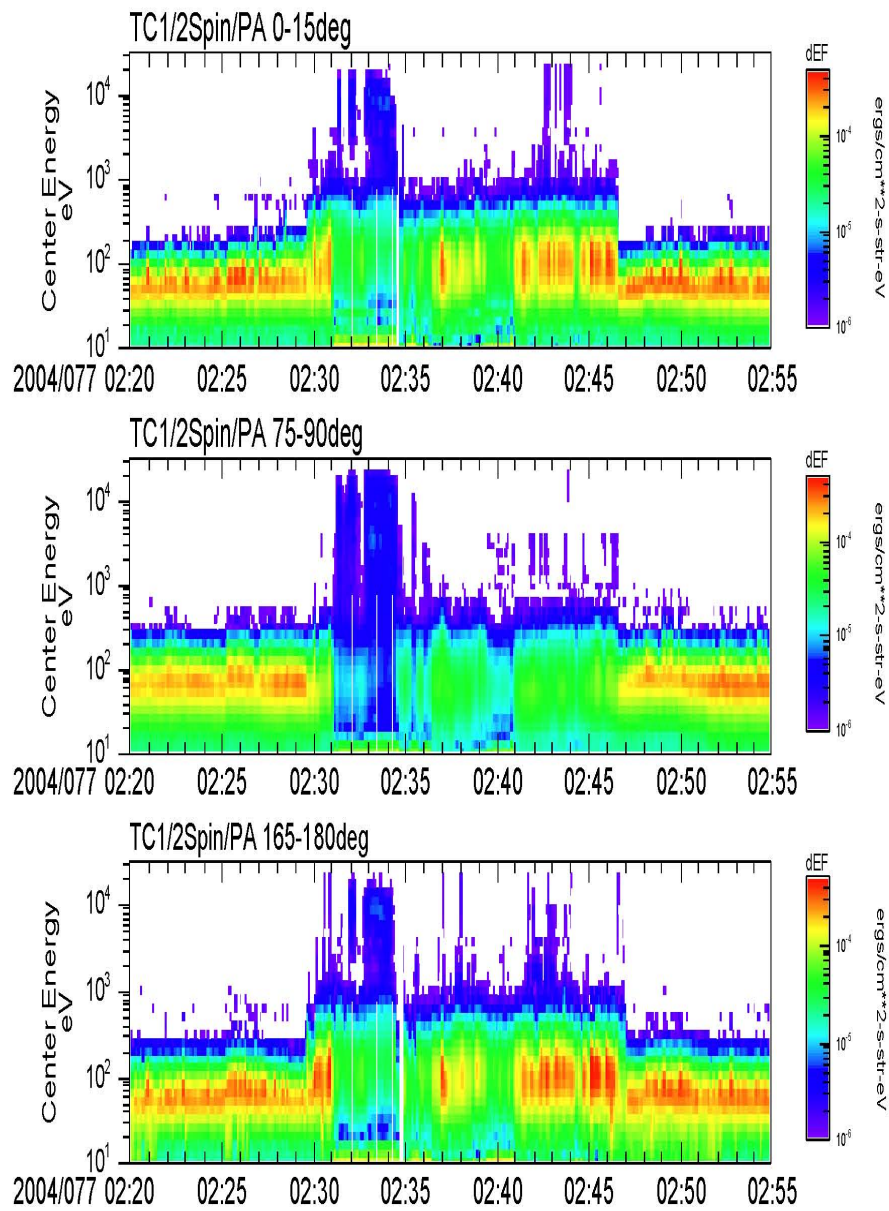 TC1/2Spin/PA 0-15deg
dEF
10^4
10^3
10^2
10^1
Center Energy
eV
10^-4
10^-5
10^-6
ergs/cm**2-s-str-eV
2004/077 02:20 02:25 02:30 02:35 02:40 02:45 02:50 02:55
TC1/2Spin/PA 75-90deg
dEF
10^4
10^3
10^2
10^1
Center Energy
eV
10^-4
10^-5
10^-6
ergs/cm**2-s-str-eV
2004/077 02:20 02:25 02:30 02:35 02:40 02:45 02:50 02:55
TC1/2Spin/PA 165-180deg
dEF
10^4
10^3
10^2
10^1
Center Energy
eV
10^-4
10^-5
10^-6
ergs/cm**2-s-str-eV
2004/077 02:20 02:25 02:30 02:35 02:40 02:45 02:50 02:55